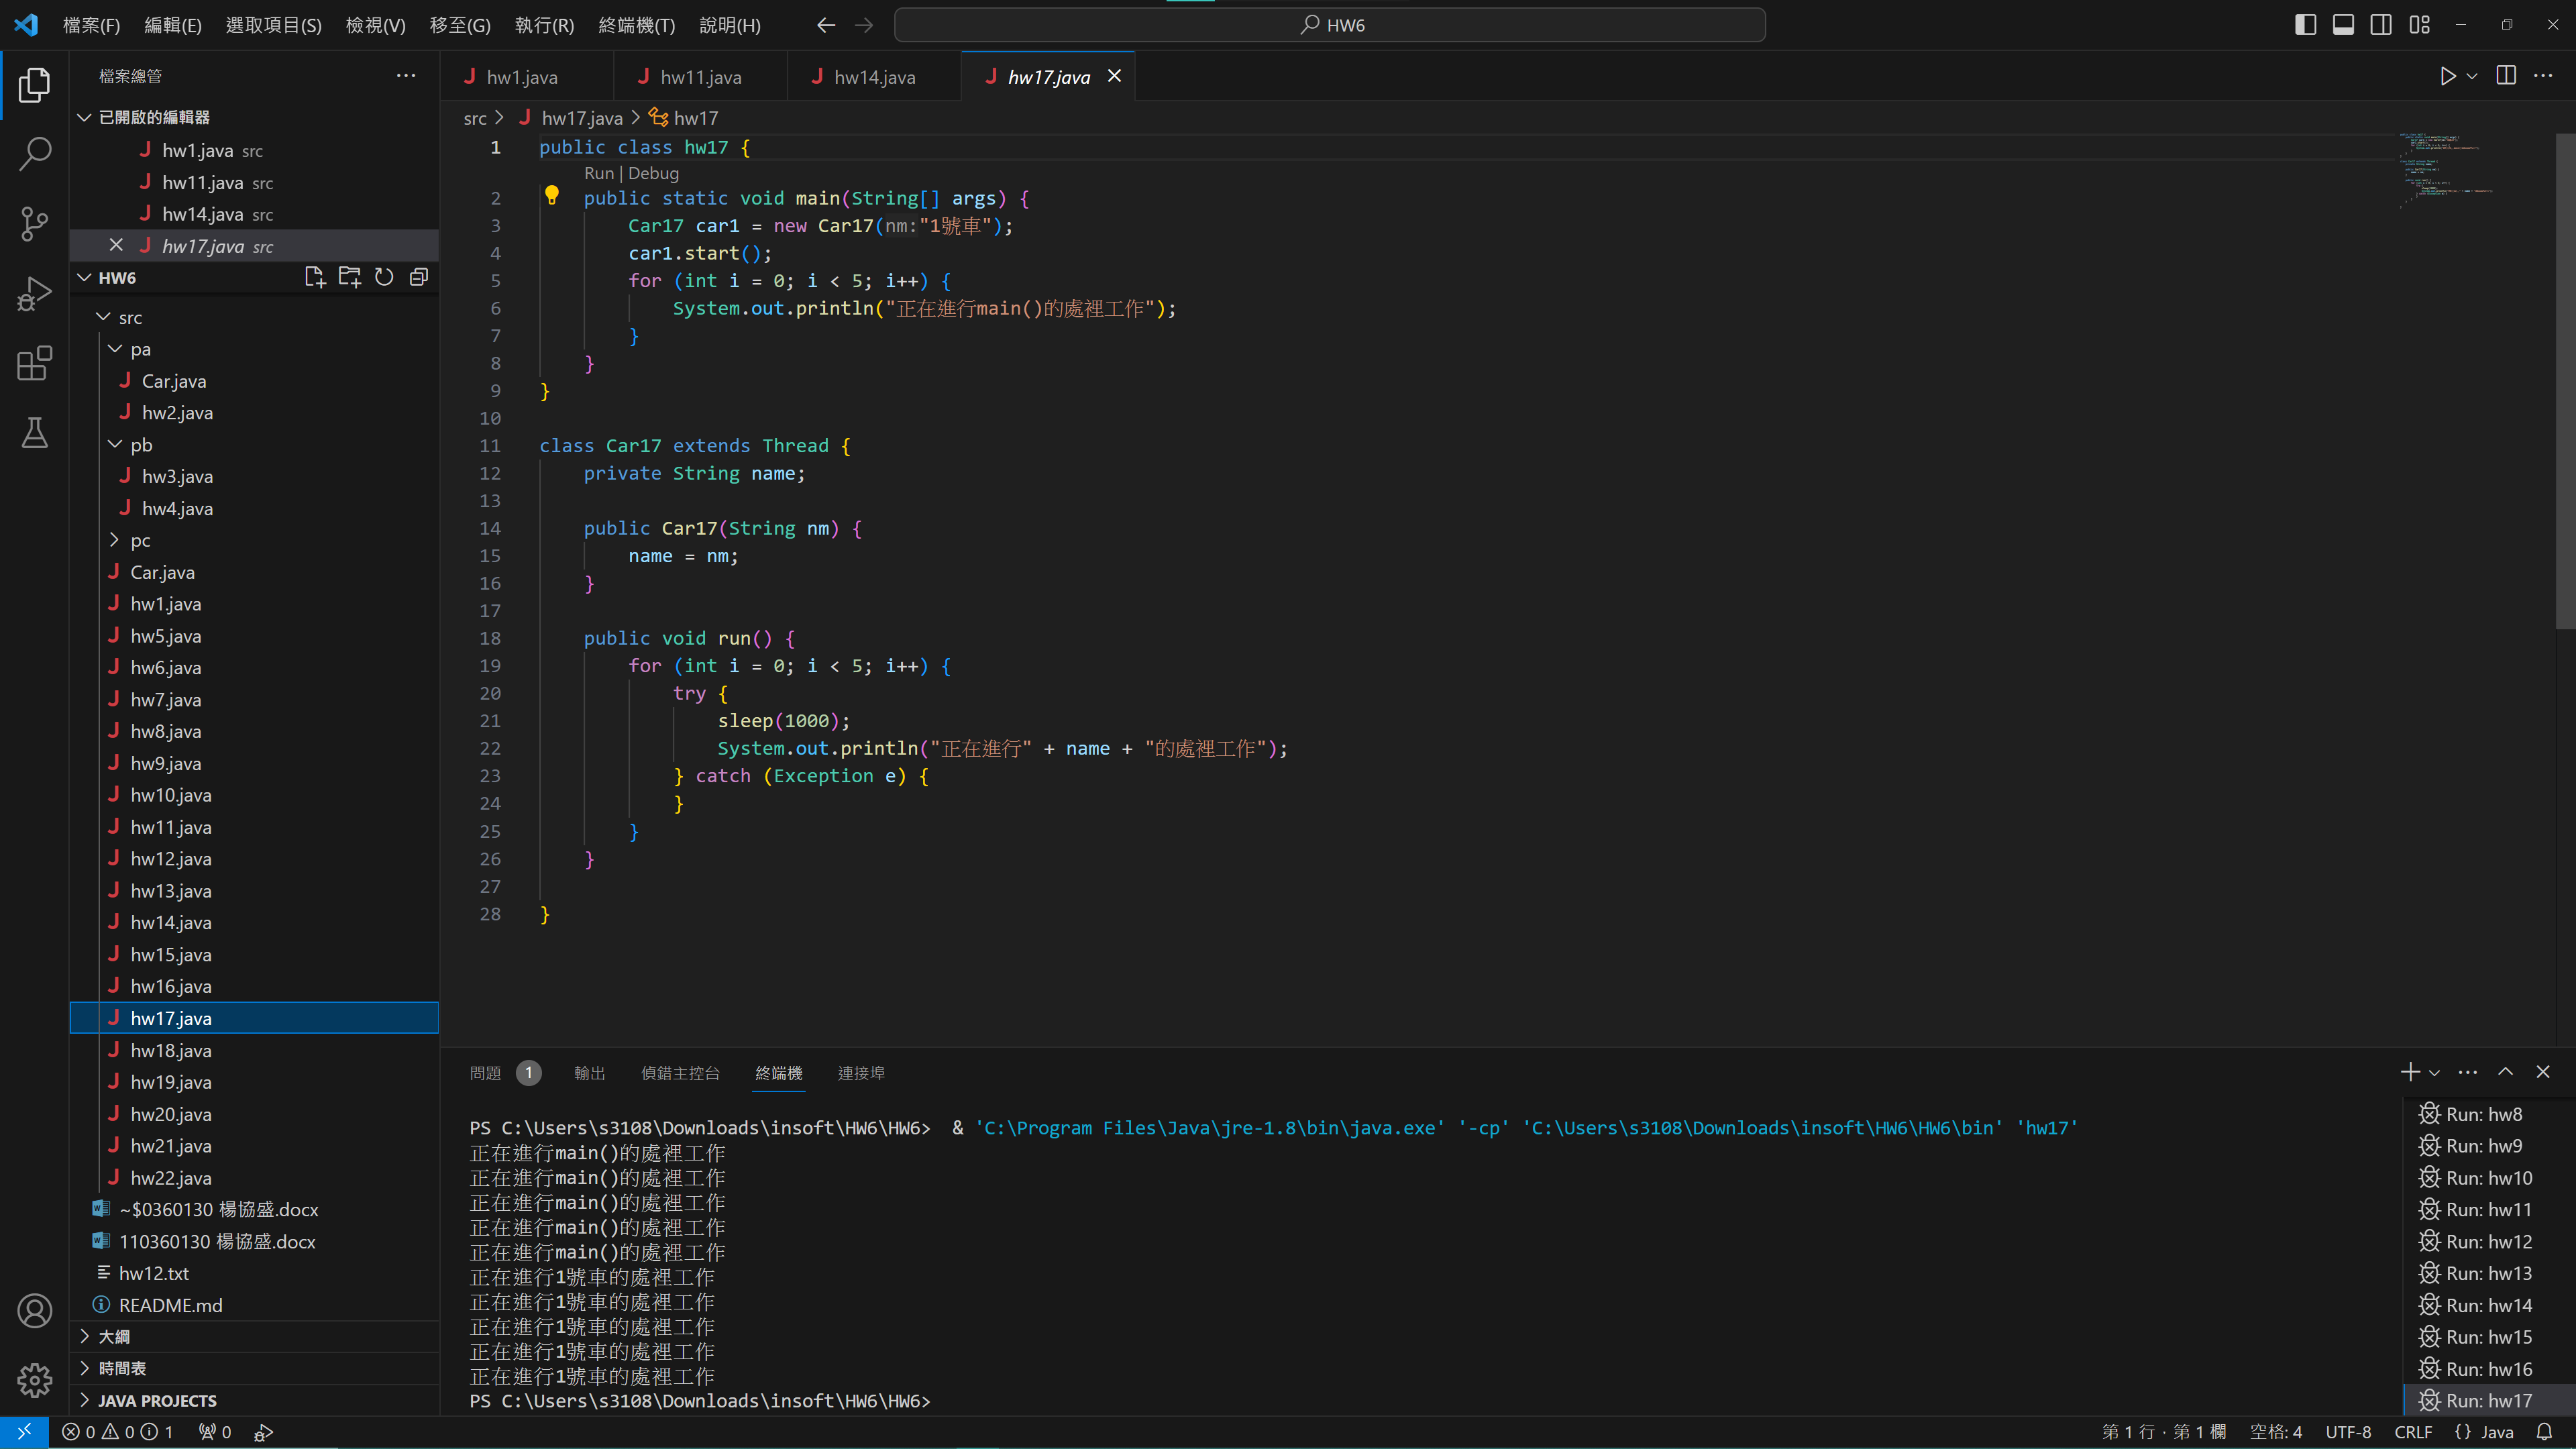 檔案(F) 編輯(E) 選取項目(S) 檢視(V) 移至(G) 執行(R) 終端機(T) 說明(H) HW6
檔案總管
已開啟的編輯器
hw1.java src
hw11.java src
hw14.java src
hw17.java src
HW6
src
pa
Car.java
hw2.java
pb
hw3.java
hw4.java
pc
Car.java
hw1.java
hw5.java
hw6.java
hw7.java
hw8.java
hw9.java
hw10.java
hw11.java
hw12.java
hw13.java
hw14.java
hw15.java
hw16.java
hw17.java
hw18.java
hw19.java
hw20.java
hw21.java
hw22.java
~$0360130 楊協盛.docx
110360130 楊協盛.docx
hw12.txt
README.md
大綱
時間表
JAVA PROJECTS
hw1.java hw11.java hw14.java hw17.java
src > hw17.java > hw17
1 public class hw17 {
Run | Debug
2 public static void main(String[] args) {
3 Car17 car1 = new Car17(nm:"1號車");
4 car1.start();
5 for (int i = 0; i < 5; i++) {
6 System.out.println("正在進行main()的處裡工作");
7 }
8 }
9 }
10
11 class Car17 extends Thread {
12 private String name;
13
14 public Car17(String nm) {
15 name = nm;
16 }
17
18 public void run() {
19 for (int i = 0; i < 5; i++) {
20 try {
21 sleep(1000);
22 System.out.println("正在進行" + name + "的處裡工作");
23 } catch (Exception e) {
24 }
25 }
26 }
27
28 }
問題 1 輸出 偵錯主控台 終端機 連接埠
PS C:\Users\s3108\Downloads\insoft\HW6\HW6> & 'C:\Program Files\Java\jre-1.8\bin\java.exe' '-cp' 'C:\Users\s3108\Downloads\insoft\HW6\HW6\bin' 'hw17'
正在進行main()的處裡工作
正在進行main()的處裡工作
正在進行main()的處裡工作
正在進行main()的處裡工作
正在進行main()的處裡工作
正在進行1號車的處裡工作
正在進行1號車的處裡工作
正在進行1號車的處裡工作
正在進行1號車的處裡工作
正在進行1號車的處裡工作
PS C:\Users\s3108\Downloads\insoft\HW6\HW6>
Run: hw8
Run: hw9
Run: hw10
Run: hw11
Run: hw12
Run: hw13
Run: hw14
Run: hw15
Run: hw16
Run: hw17
0 0 1 0 第 1 行，第 1 欄 空格: 4 UTF-8 CRLF {} Java